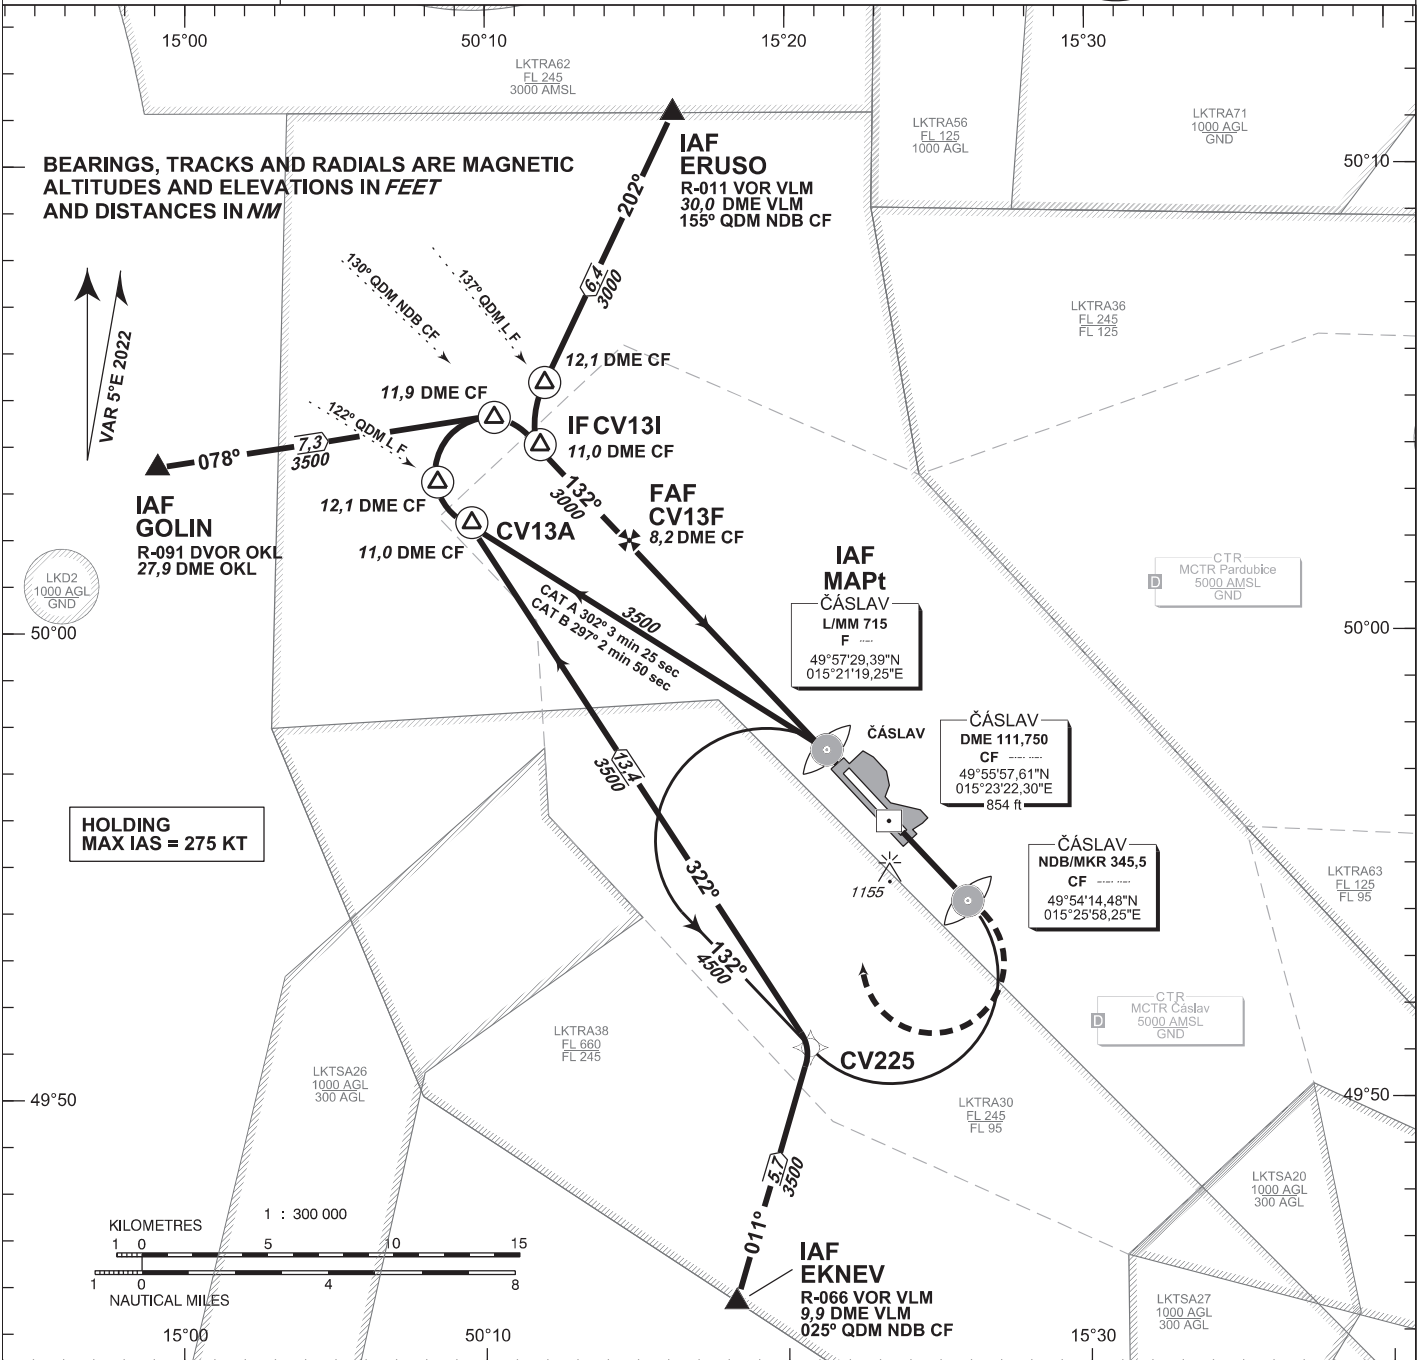 15°00
50°10
15°20
15°30
LKTRA62
FL 245
3000 AMSL
LKTRA56
FL 125
1000 AGL
LKTRA71
1000 AGL
GND
50°10
BEARINGS, TRACKS AND RADIALS ARE MAGNETIC
ALTITUDES AND ELEVATIONS IN FEET
AND DISTANCES IN NM
IAF
ERUSO
R-011 VOR VLM
30,0 DME VLM
155° QDM NDB CF
202°
6,4
3000
130° QDM NDB CF
137° QDM L F
VAR 5°E 2022
LKTRA36
FL 245
FL 125
12,1 DME CF
11,9 DME CF
122° QDM L F
IF CV13I
11,0 DME CF
078°
7,3
3500
132°
3000
IAF
GOLIN
R-091 DVOR OKL
27,9 DME OKL
12,1 DME CF
CV13A
11,0 DME CF
FAF
CV13F
8,2 DME CF
LKD2
1000 AGL
GND
50°00
CAT A 302° 3 min 25 sec
CAT B 297° 2 min 50 sec
3500
IAF
MAPt
ČÁSLAV
L/MM 715
F
49°57'29,39"N
015°21'19,25"E
CTR
MCTR Pardubice
D
5000 AMSL
GND
50°00
ČÁSLAV
ČÁSLAV
DME 111,750
CF
49°55'57,61"N
015°23'22,30"E
854 ft
13,4
3500
HOLDING
MAX IAS = 275 KT
ČÁSLAV
NDB/MKR 345,5
CF
49°54'14,48"N
015°25'58,25"E
LKTRA63
FL 125
FL 95
1155
322°
132°
4500
CTR
MCTR Čáslav
D
5000 AMSL
GND
LKTRA38
FL 660
FL 245
CV225
LKTSA26
1000 AGL
300 AGL
49°50
49°50
LKTRA30
FL 245
FL 95
5,7
3500
LKTSA20
1000 AGL
300 AGL
011°
1 : 300 000
KILOMETRES
1 0 5 10 15
1 0 4 8
NAUTICAL MILES
IAF
EKNEV
R-066 VOR VLM
9,9 DME VLM
025° QDM NDB CF
LKTSA27
1000 AGL
300 AGL
15°00
50°10
15°30